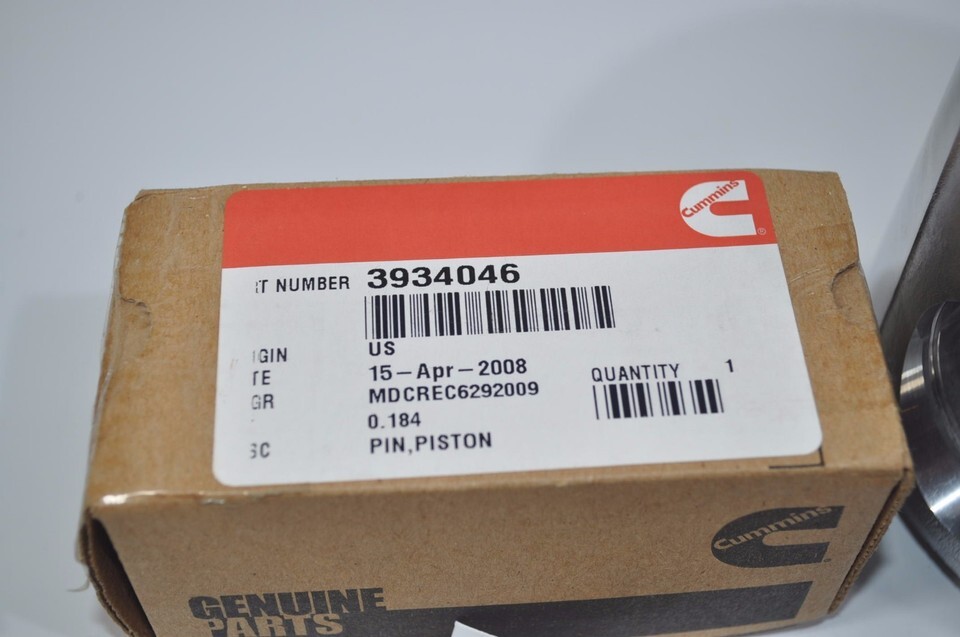 Cummins ®
IT NUMBER 3934046
IGIN US
TE 15-Apr-2008
GR MDCREC6292009
QUANTITY 1
0.184
SC PIN,PISTON
Cummins
GENUINE
PARTS